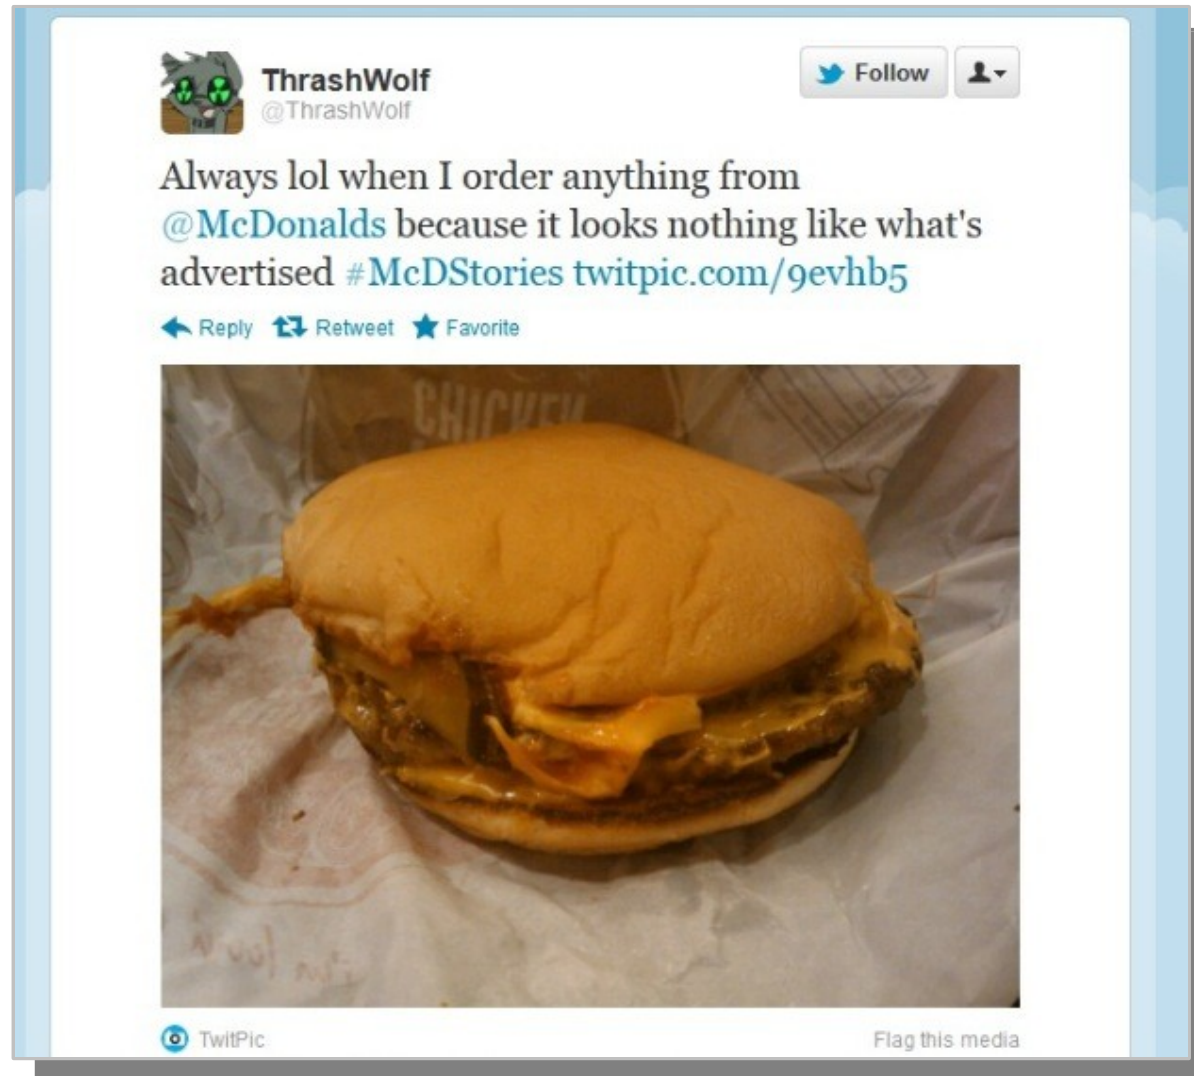 ThrashWolf
@ThrashWolf
Follow
Always lol when I order anything from
@McDonalds because it looks nothing like what's
advertised #McDStories twitpic.com/9evhb5
Reply Retweet Favorite
CHICKEN
TwitPic
Flag this media